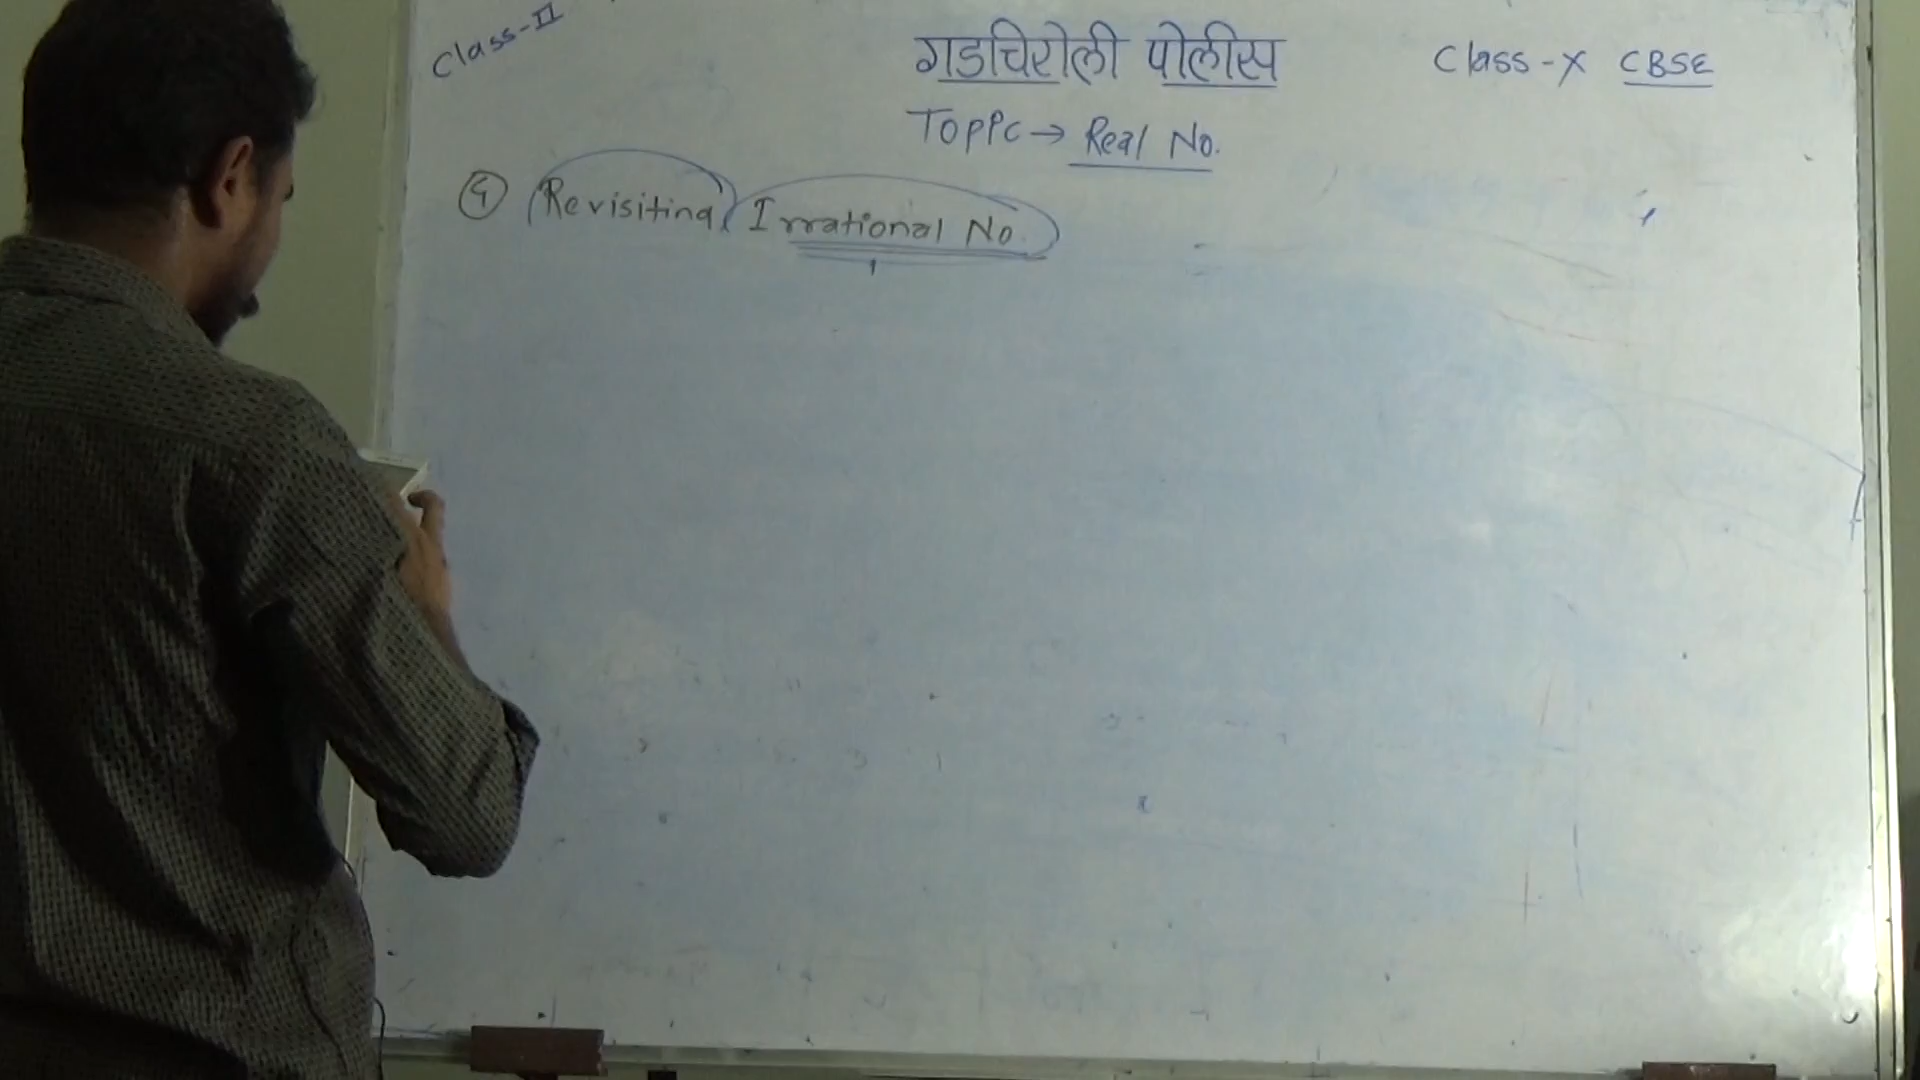 Class-II
गडचिरोली पोलीस
Class-X CBSE
Topic → Real No.
④ Revisiting Irrational No.